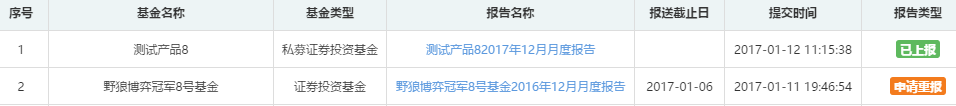 序号 基金名称 基金类型 报告名称 报送截止日 提交时间 报告类型
1 测试产品8 私募证券投资基金 测试产品82017年12月月度报告 2017-01-12 11:15:38 已上报
2 野狼博弈冠军8号基金 证券投资基金 野狼博弈冠军8号基金2016年12月月度报告 2017-01-06 2017-01-11 19:46:54 申请重报